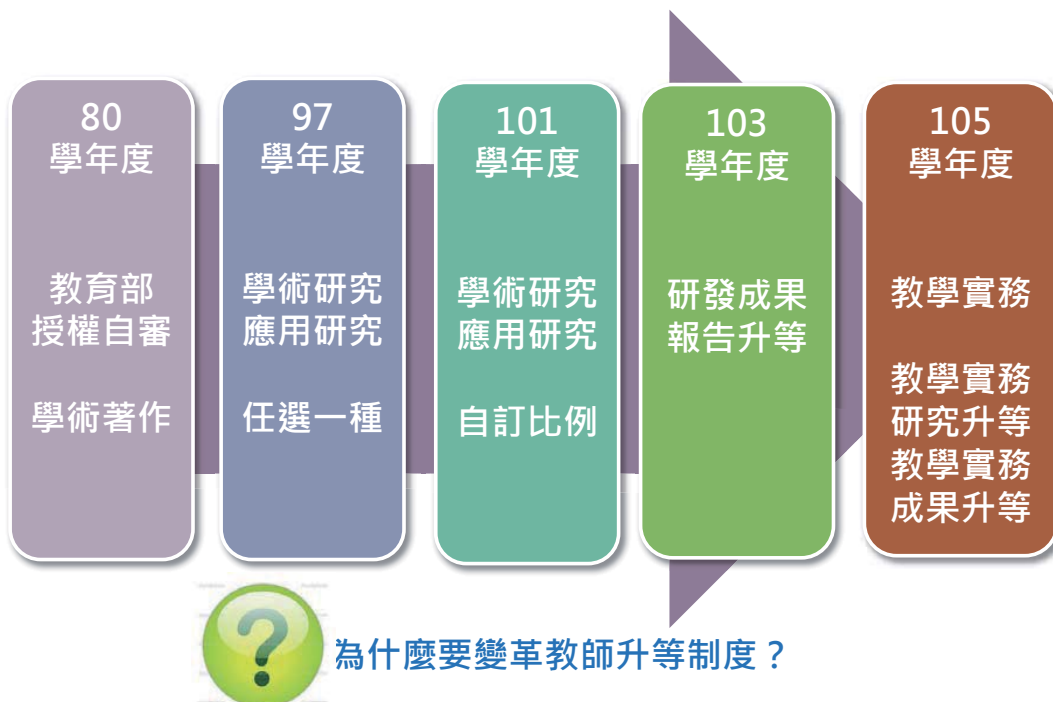 80
學年度
教育部
授權自審
學術著作
97
學年度
學術研究
應用研究
任選一種
101
學年度
學術研究
應用研究
自訂比例
103
學年度
研發成果
報告升等
105
學年度
教學實務
教學實務
研究升等
教學實務
成果升等
?
為什麼要變革教師升等制度？